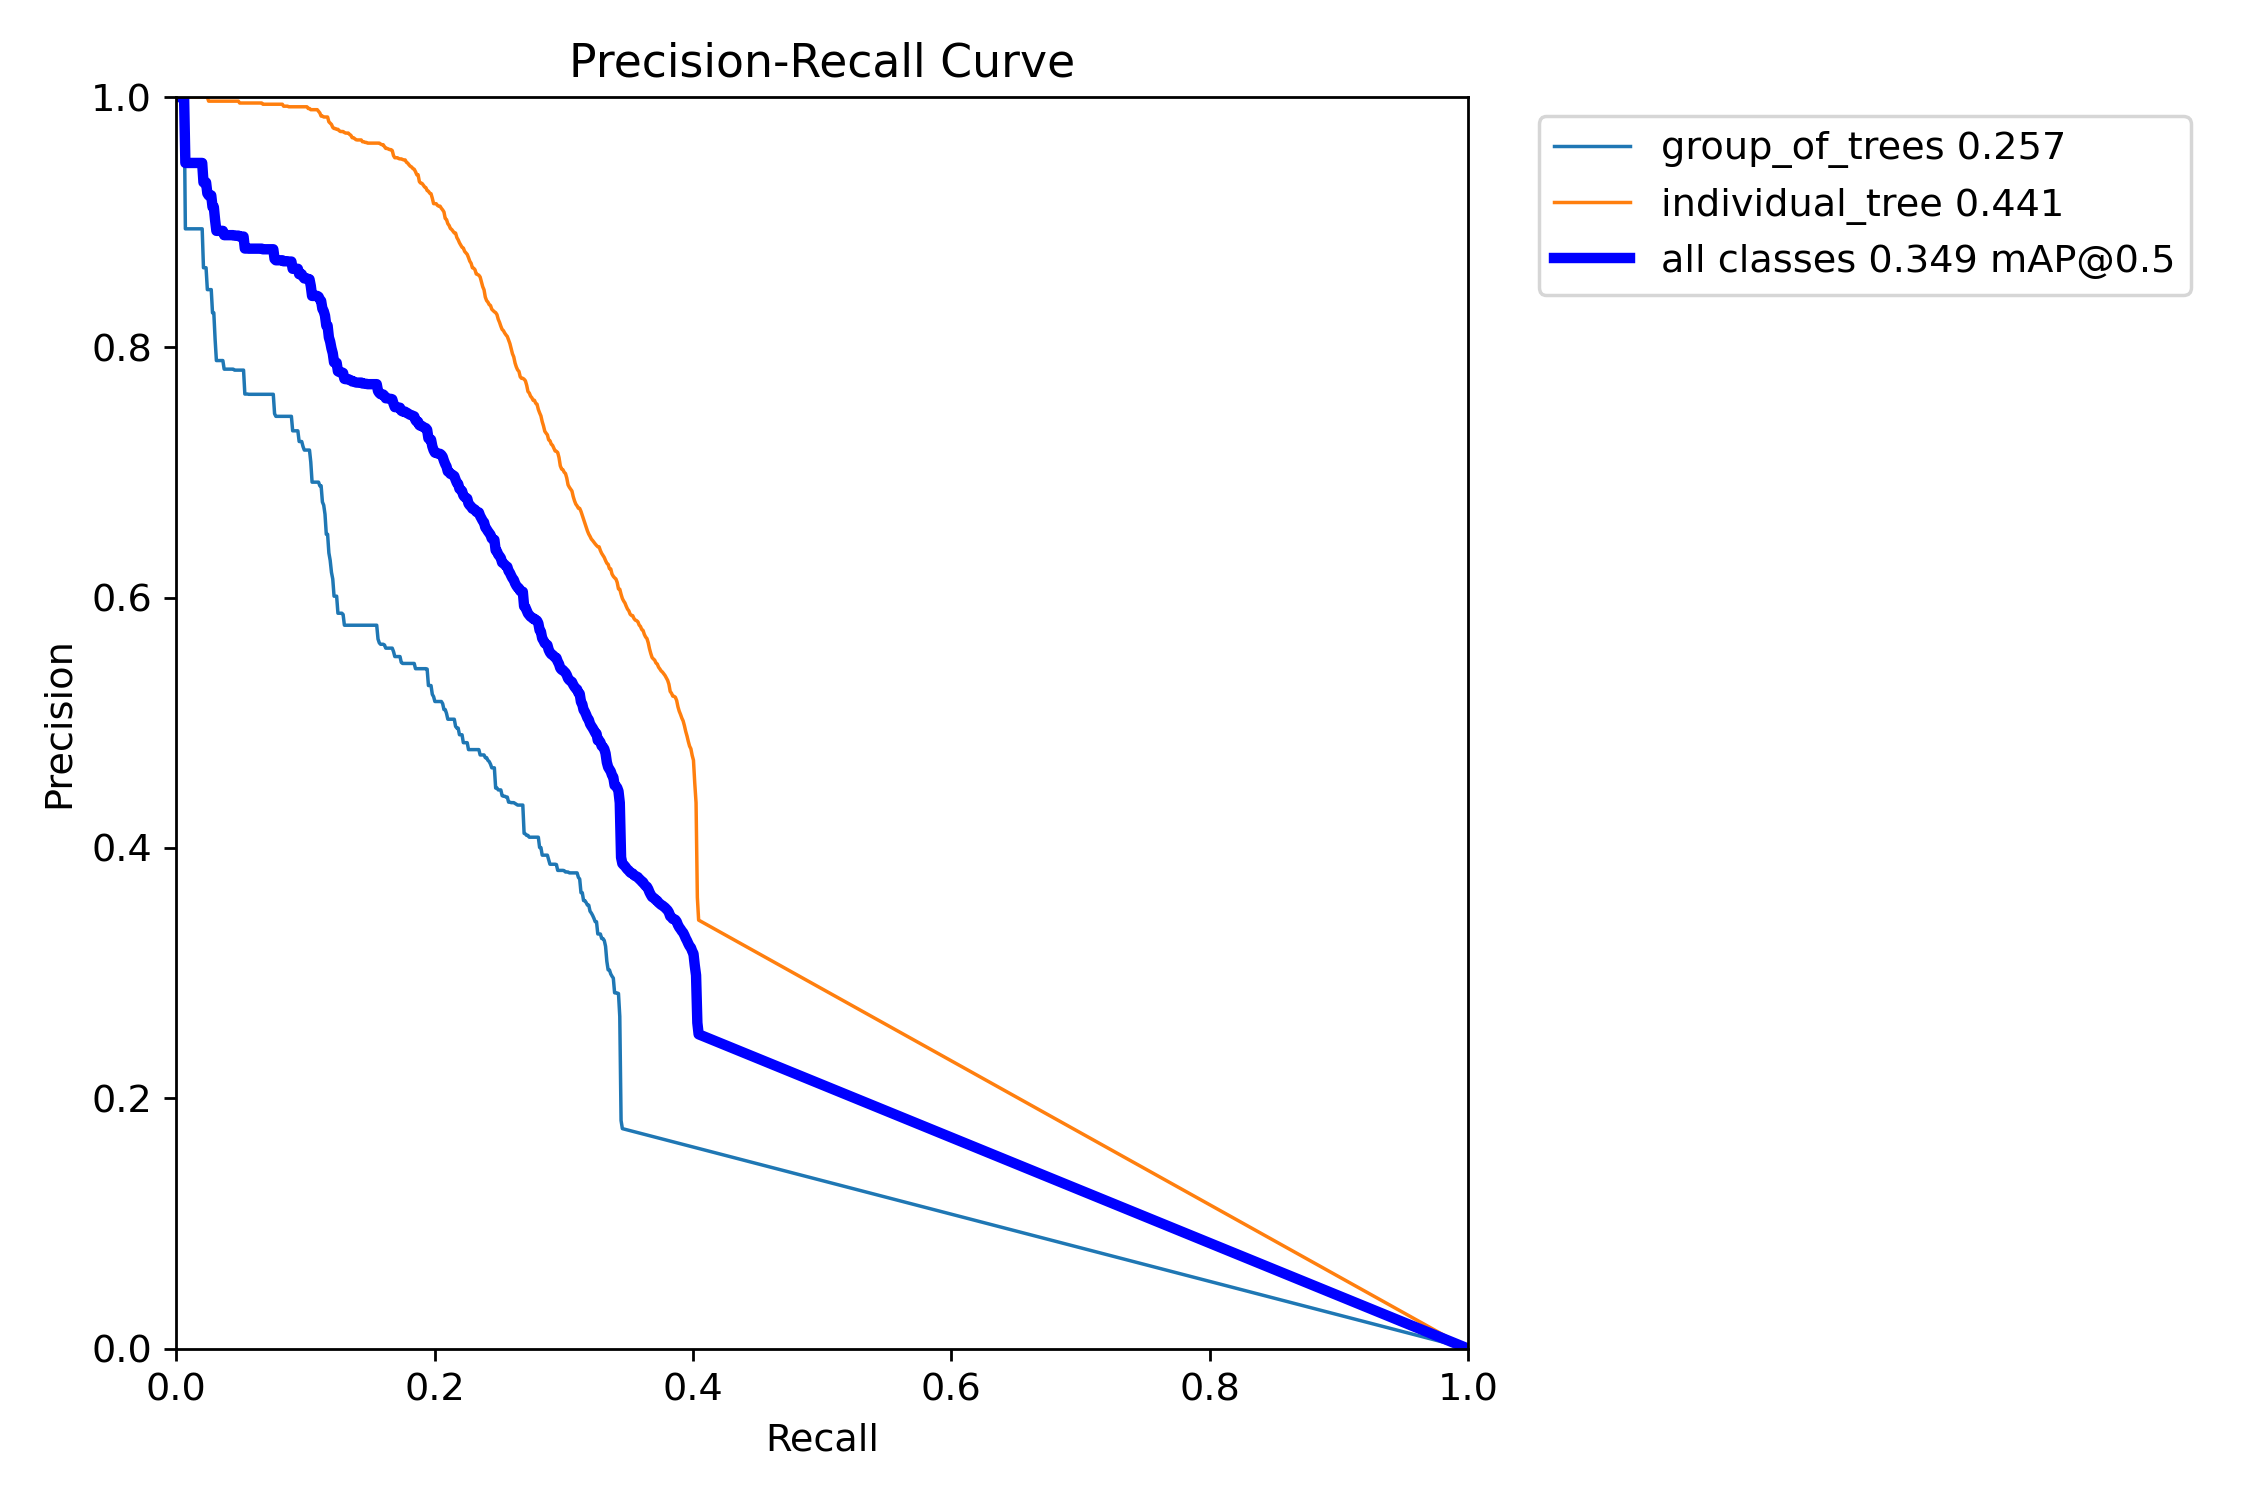 Precision-Recall Curve
group_of_trees 0.257
individual_tree 0.441
all classes 0.349 mAP@0.5
1.0
0.8
0.6
0.4
0.2
0.0
Precision
0.0 0.2 0.4 0.6 0.8 1.0
Recall